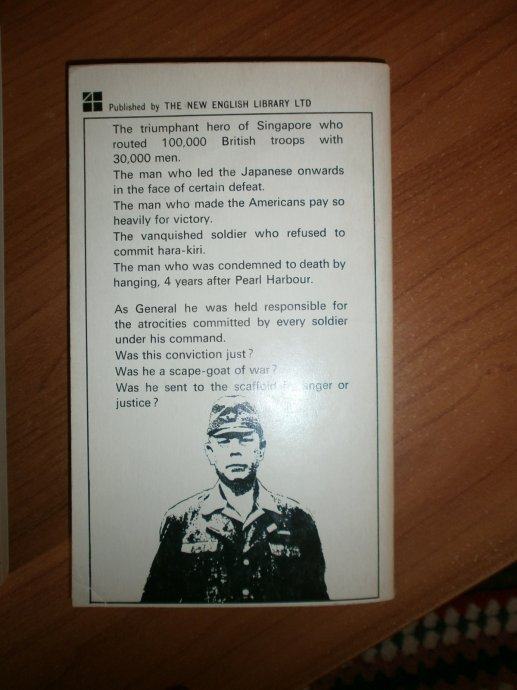 Published by THE NEW ENGLISH LIBRARY LTD
The triumphant hero of Singapore who
routed 100,000 British troops with
30,000 men.
The man who led the Japanese onwards
in the face of certain defeat.
The man who made the Americans pay so
heavily for victory.
The vanquished soldier who refused to
commit hara-kiri.
The man who was condemned to death by
hanging, 4 years after Pearl Harbour.
As General he was held responsible for
the atrocities committed by every soldier
under his command.
Was this conviction just?
Was he a scape-goat of war?
Was he sent to the scaffold anger or
justice?